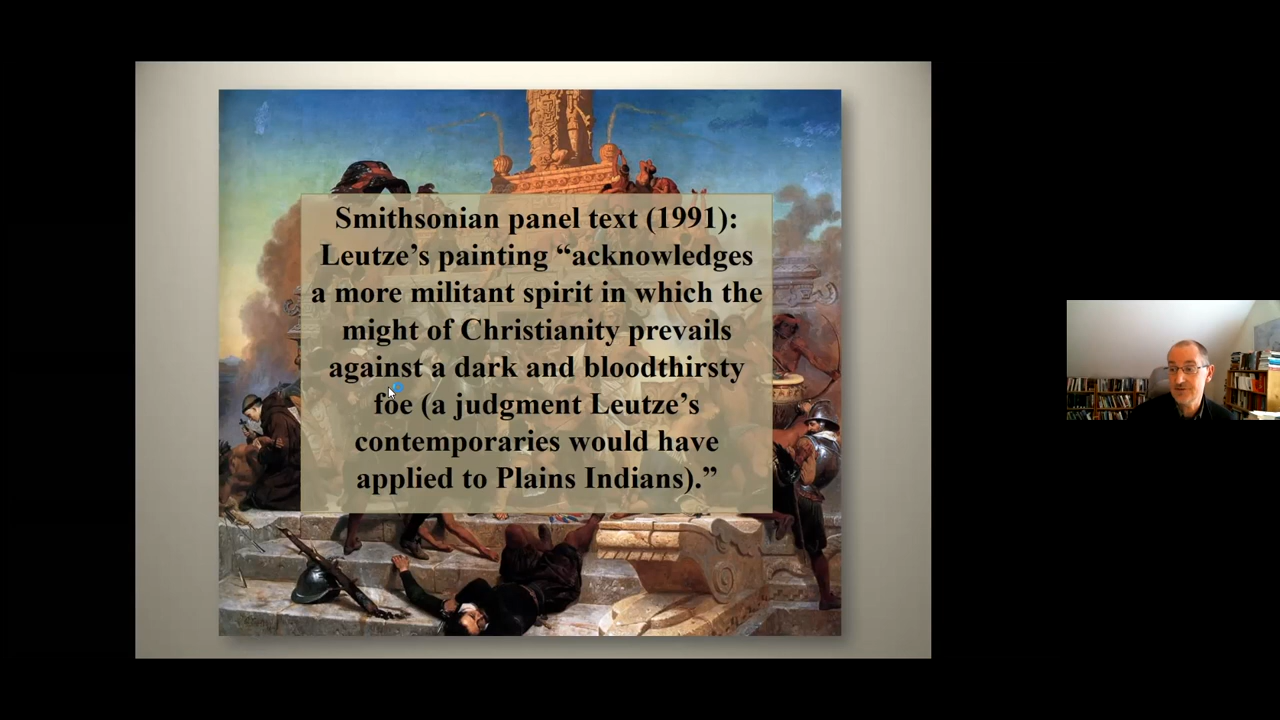 Smithsonian panel text (1991):
Leutze’s painting “acknowledges
a more militant spirit in which the
might of Christianity prevails
against a dark and bloodthirsty
foe (a judgment Leutze’s
contemporaries would have
applied to Plains Indians).”